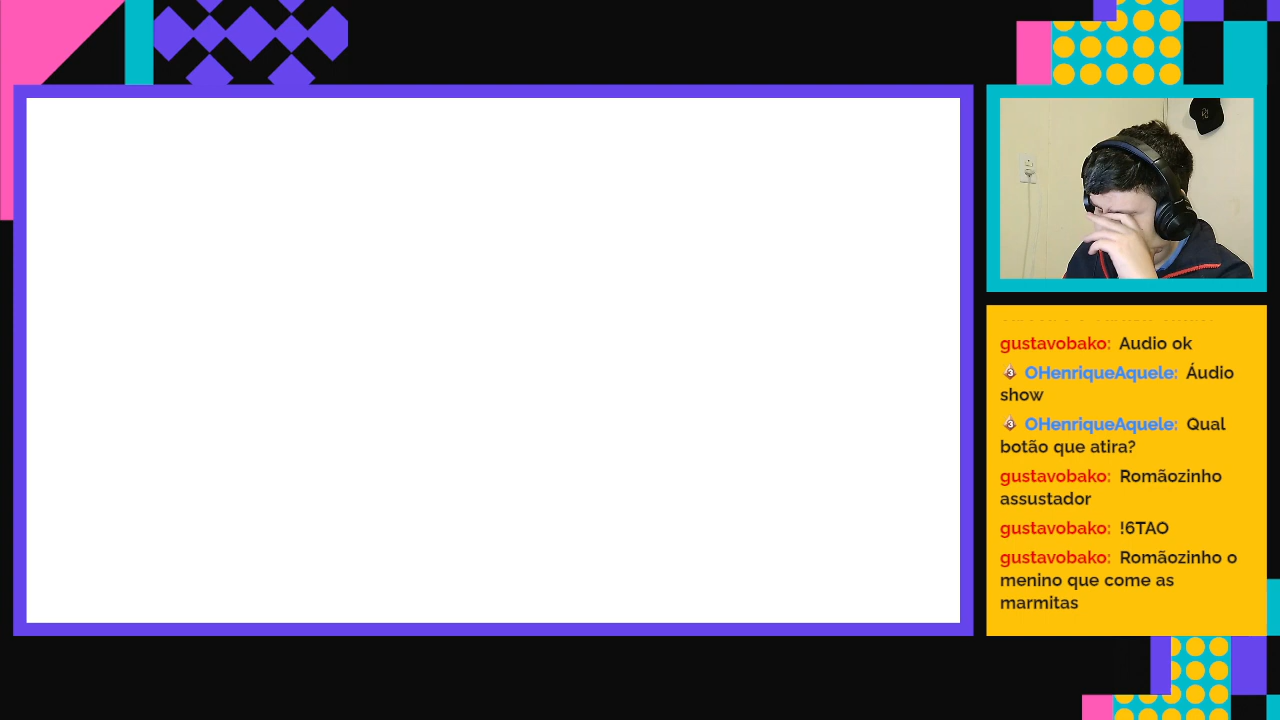 gustavobako: Audio ok
OHenriqueAquele: Áudio
show
OHenriqueAquele: Qual
botão que atira?
gustavobako: Romãozinho
assustador
gustavobako: !6TAO
gustavobako: Romãozinho o
menino que come as
marmitas